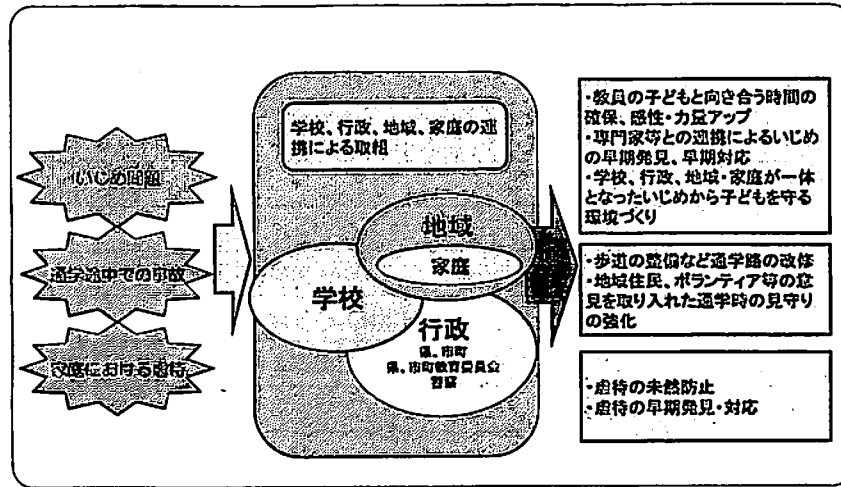 いじめ問題
通学途中での事故
家庭における虐待
学校、行政、地域、家庭の連
携による取組
地域
家庭
学校
行政
県、市町
県、市町教育委員会
警察
・教員の子どもと向き合う時間の
確保、感性・力量アップ
・専門家等との連携によるいじめ
の早期発見、早期対応
・学校、行政、地域・家庭が一体
となったいじめから子どもを守る
環境づくり
・歩道の整備など通学路の改修
・地域住民、ボランティア等の意
見を取り入れた通学時の見守り
の強化
・虐待の未然防止
・虐待の早期発見・対応